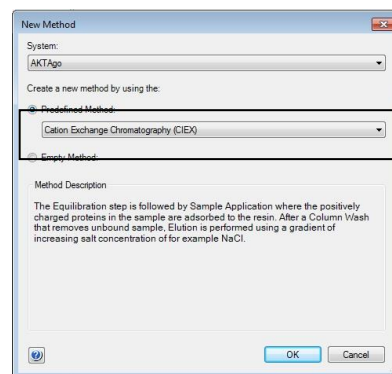 New Method
System:
AKTAgo
Create a new method by using the:
Predefined Method:
Cation Exchange Chromatography (CIEX)
Empty Method:
Method Description
The Equilibration step is followed by Sample Application where the positively
charged proteins in the sample are adsorbed to the resin. After a Column Wash
that removes unbound sample, Elution is performed using a gradient of
increasing salt concentration of for example NaCl.
OK
Cancel